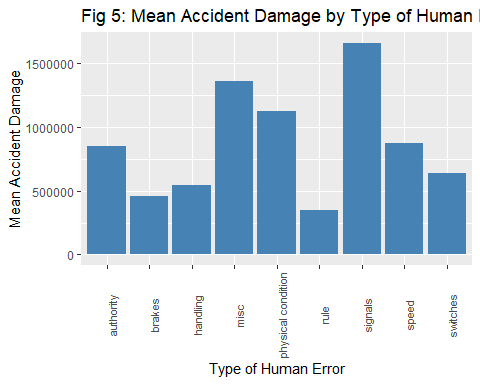 Fig 5: Mean Accident Damage by Type of Human
Mean Accident Damage
1500000
1000000
500000
0
authority
brakes
handling
misc
physical condition
rule
signals
speed
switches
Type of Human Error